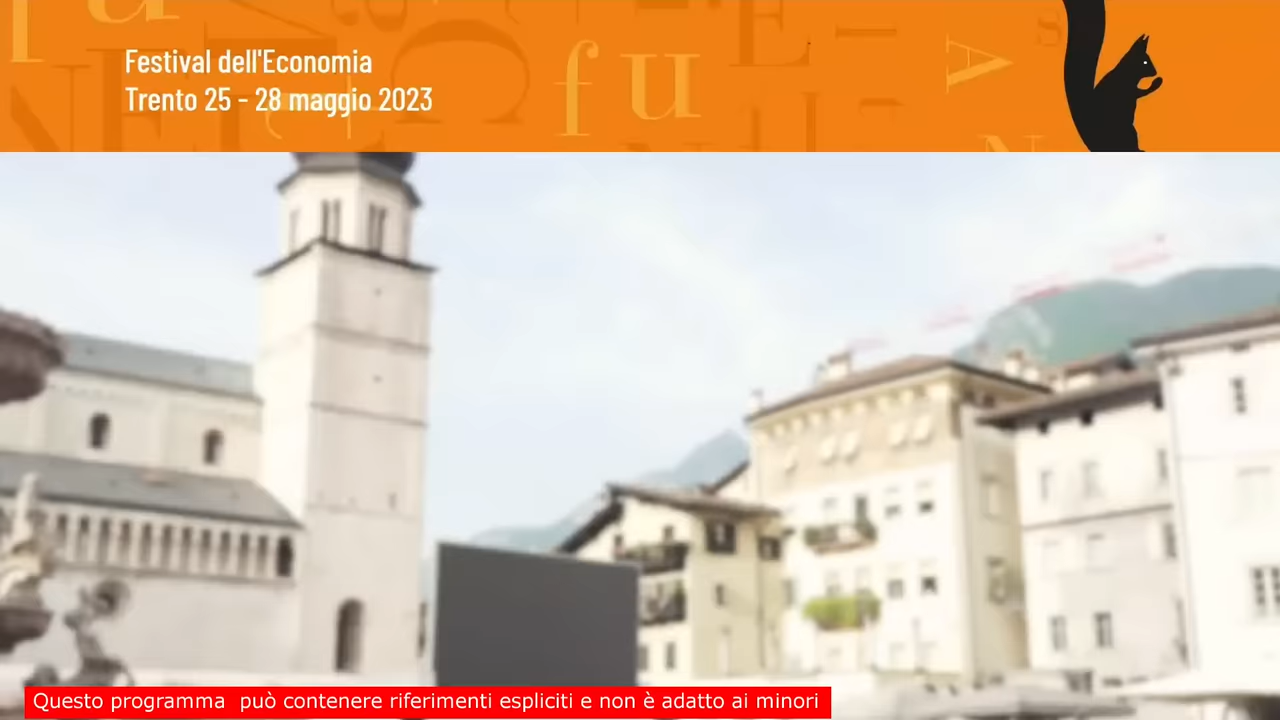 Festival dell'Economia
Trento 25 - 28 maggio 2023
Questo programma  può contenere riferimenti espliciti e non è adatto ai minori